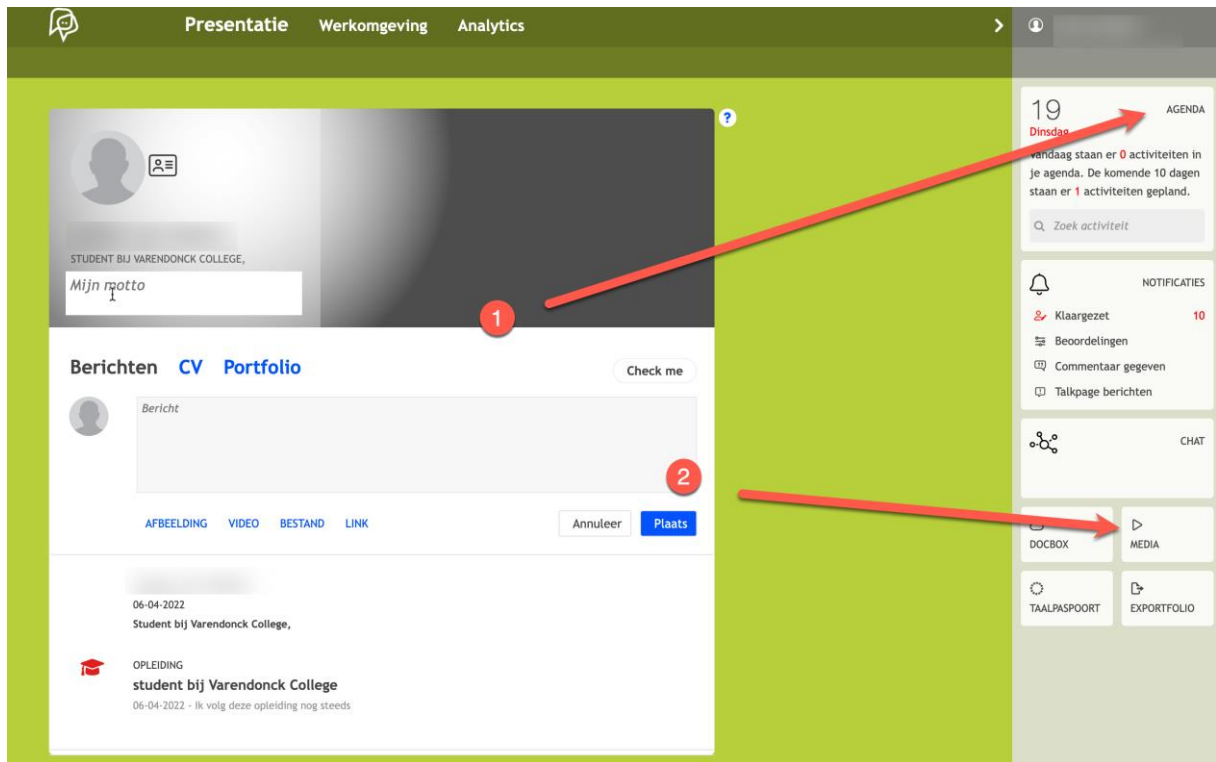 Presentatie Werkomgeving Analytics
19
AGENDA
Dinsdag
Vandaag staan er 0 activiteiten in
je agenda. De komende 10 dagen
staan er 1 activiteiten gepland.
Zoek activiteit
?
STUDENT BIJ VARENDONCK COLLEGE,
Mijn motto
1
NOTIFICATIES
Klaargezet 10
Beoordelingen
Commentaar gegeven
Talkpage berichten
Berichten CV Portfolio
Check me
Bericht
2
AFBEELDING VIDEO BESTAND LINK
Annuleer Plaats
CHAT
DOCBOX MEDIA
TAALPASPOORT EXPORTFOLIO
06-04-2022
Student bij Varendonck College,
OPLEIDING
student bij Varendonck College
06-04-2022 - Ik volg deze opleiding nog steeds